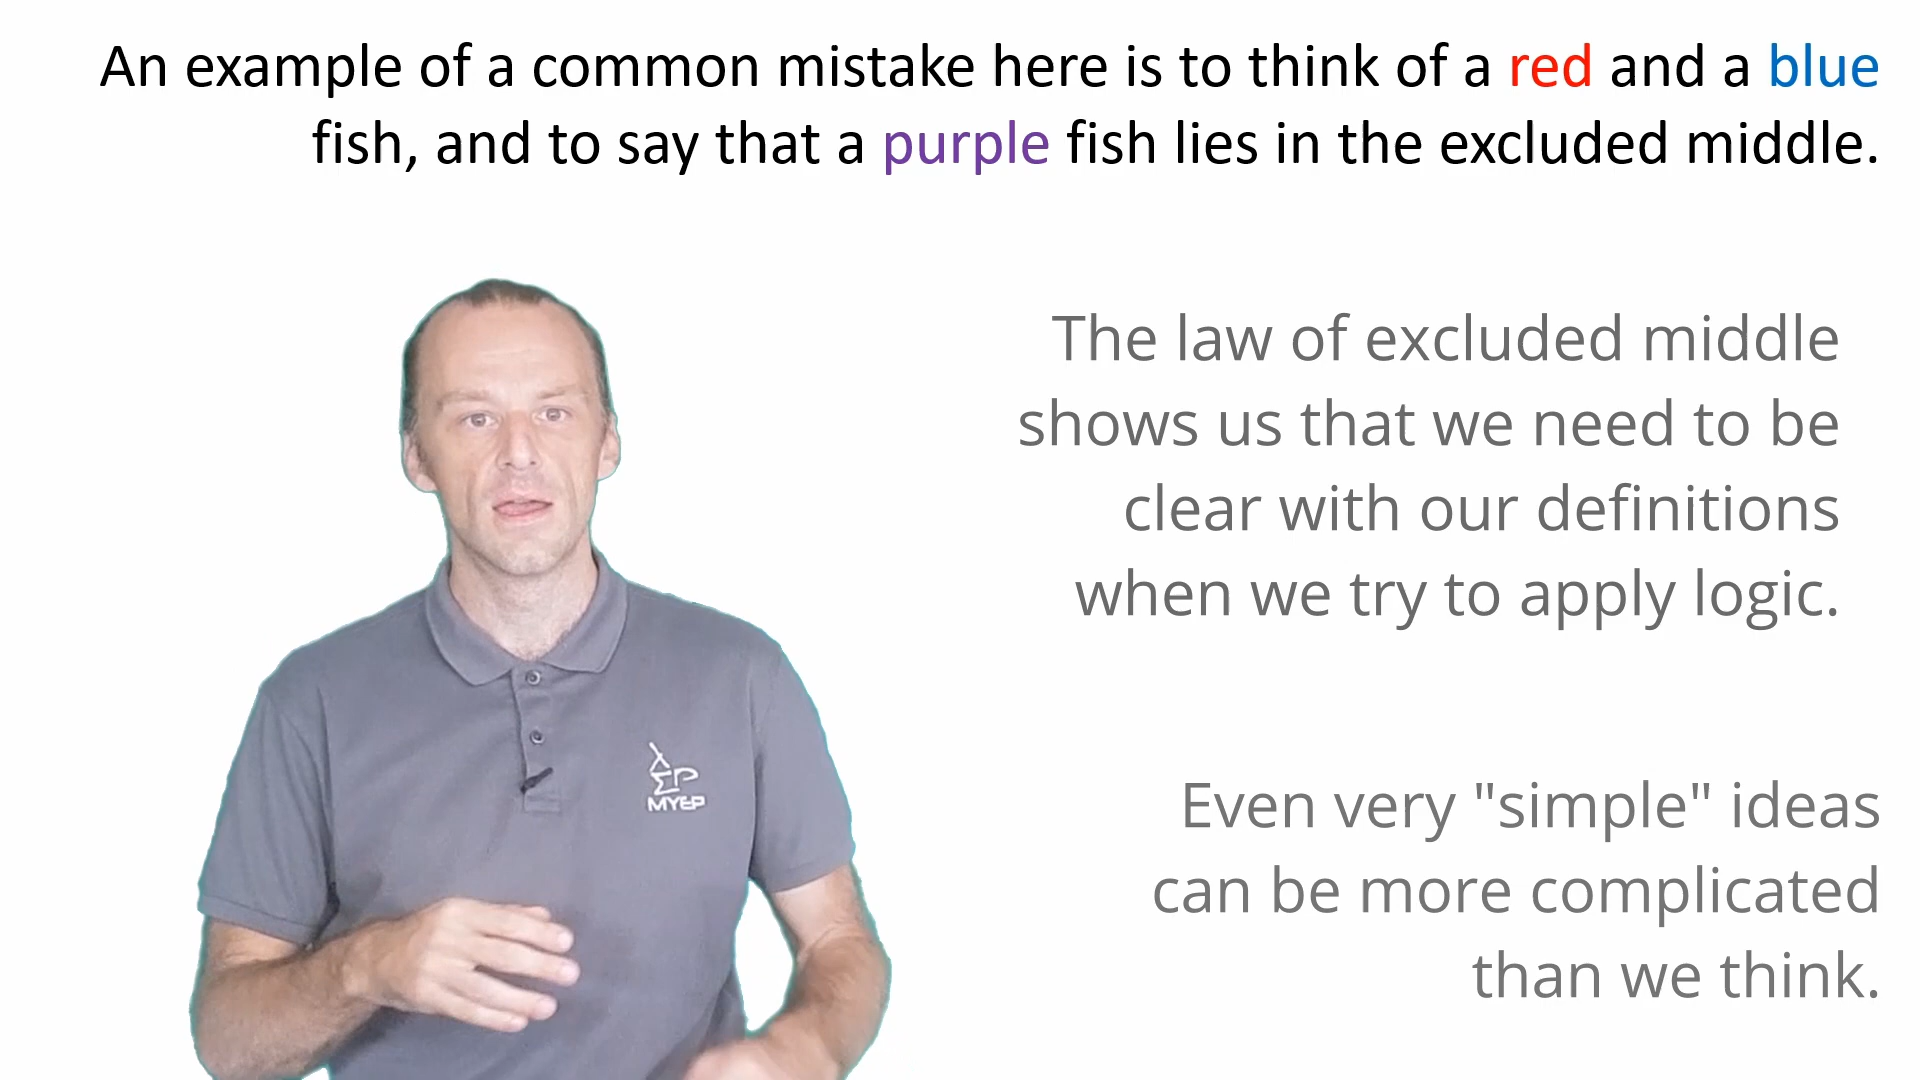 An example of a common mistake here is to think of a red and a blue
fish, and to say that a purple fish lies in the excluded middle.
The law of excluded middle
shows us that we need to be
clear with our definitions
when we try to apply logic.
Even very "simple" ideas
can be more complicated
than we think.
MYEP